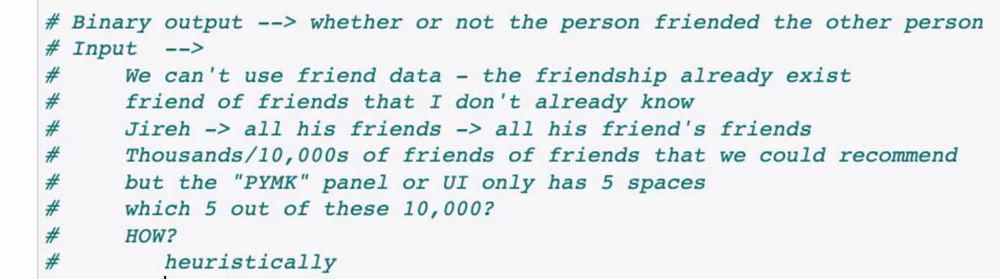 # Binary output --> whether or not the person friended the other person
# Input  -->
#     We can't use friend data - the friendship already exist
#     friend of friends that I don't already know
#     Jireh -> all his friends -> all his friend's friends
#     Thousands/10,000s of friends of friends that we could recommend
#     but the "PYMK" panel or UI only has 5 spaces
#     which 5 out of these 10,000?
#     HOW?
#        heuristically